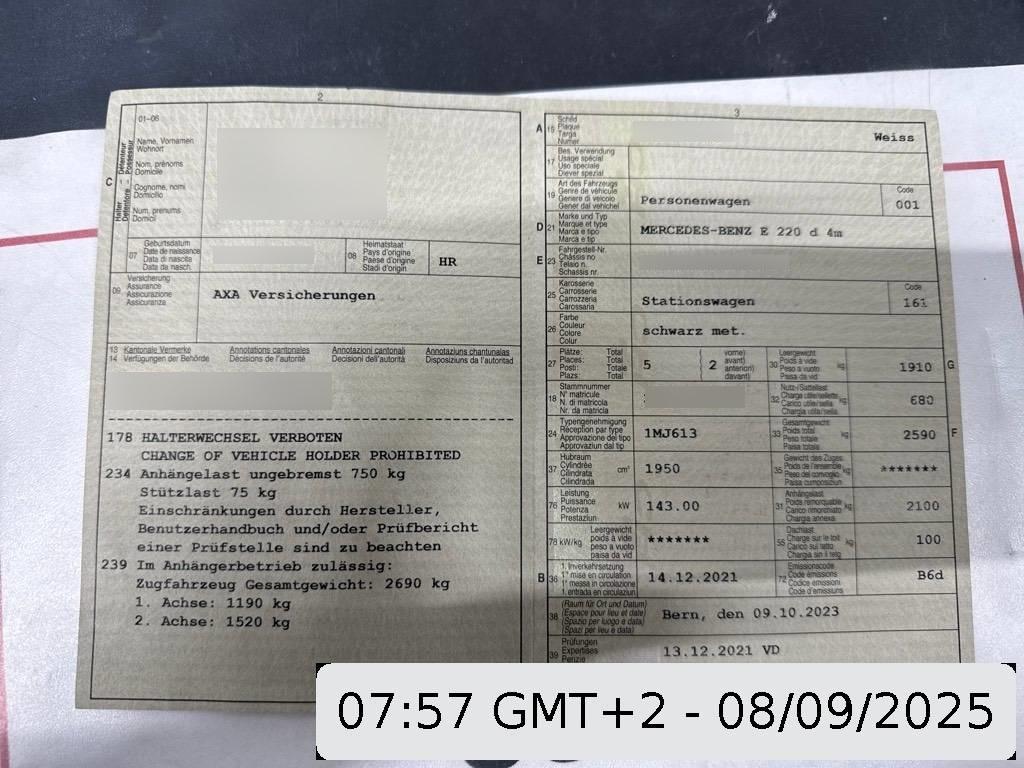 2
01-06
C
Halter Détenteur
Detentore Possessur
Name, Vornamen
Wohnort
Nom, prénoms
Domicile
Cognome, nomi
Domicilio
Num, prenums
Domicil
07
Geburtsdatum
Date de naissance
Data di nascita
Data da nasch.
08
Heimatstaat
Pays d'origine
Paese d'origine
Stadi d'origin
HR
09
Versicherung
Assurance
Assicurazione
Assicuranza
AXA Versicherungen
13 Kantonale Vermerke Annotations cantonales Annotazioni cantonali Annotaziuns chantunalas
14 Verfügungen der Behörde Décisions de l'autorité Decisioni dell'autorità Disposiziuns da l'autoritad
178 HALTERWECHSEL VERBOTEN
CHANGE OF VEHICLE HOLDER PROHIBITED
234 Anhängelast ungebremst 750 kg
Stützlast 75 kg
Einschränkungen durch Hersteller,
Benutzerhandbuch und/oder Prüfbericht
einer Prüfstelle sind zu beachten
239 Im Anhängerbetrieb zulässig:
Zugfahrzeug Gesamtgewicht: 2690 kg
1. Achse: 1190 kg
2. Achse: 1520 kg
3
A 15
Schild
Plaque
Targa
Numer
Weiss
17
Bes. Verwendung
Usage spécial
Uso speciale
Diever spezial
19
Art des Fahrzeugs
Genre de véhicule
Genere di veicolo
Gener dal vehichel
Personenwagen
Code
001
D 21
Marke und Typ
Marque et type
Marca e tipo
Marca e tip
MERCEDES-BENZ E 220 d 4m
E 23
Fahrgestell-Nr.
Châssis no
Telaio n.
Schassis nr.
25
Karosserie
Carrosserie
Carrozzeria
Carossaria
Stationswagen
Code
161
26
Farbe
Couleur
Colore
Colur
schwarz met.
27
Plätze: Total
Places: Total
Posti: Totale
Plazs: Total
5
2
vorne)
avant)
anteriori)
davant)
30
Leergewicht
Poids à vide
Peso a vuoto
Paisa da vid
kg
1910
G
18
Stammnummer
N° matricule
N. di matricola
Nr. da matricla
32
Nutz-/Sattellast
Charge utile/sellette
Carico utile/sella
Chargia utila/sella
kg
680
24
Typengenehmigung
Réception par type
Approvazione del tipo
Approvaziun dal tip
1MJ613
33
Gesamtgewicht
Poids total
Peso totale
Paisa totala
kg
2590
F
37
Hubraum
Cylindrée
Cilindrata
Cilindrada
cm³
1950
35
Gewicht des Zuges
Poids de l'ensemble
Peso del convoglio
Paisa cumposiziun
kg
*******
76
Leistung
Puissance
Potenza
Prestaziun
kW
143.00
31
Anhängelast
Poids remorquable
Carico rimorchiato
Chargia annexa
kg
2100
78 kW/kg
Leergewicht
poids à vide
peso a vuoto
paisa da vid
*******
55
Dachlast
Charge sur le toit
Carico sul tetto
Chargia sin il tetg
kg
100
B 36
1. Inverkehrsetzung
1re mise en circulation
1a messa in circolazione
1. entrada en circulaziun
14.12.2021
72
Emissionscode
Code émissions
Codice emissioni
Code d'emissiuns
B6d
38
(Raum für Ort und Datum)
(Espace pour lieu et date)
(Spazio per luogo e data)
(Spazi per lieu e data)
Bern, den 09.10.2023
39
Prüfungen
Expertises
Perizie
13.12.2021 VD
07:57 GMT+2 - 08/09/2025